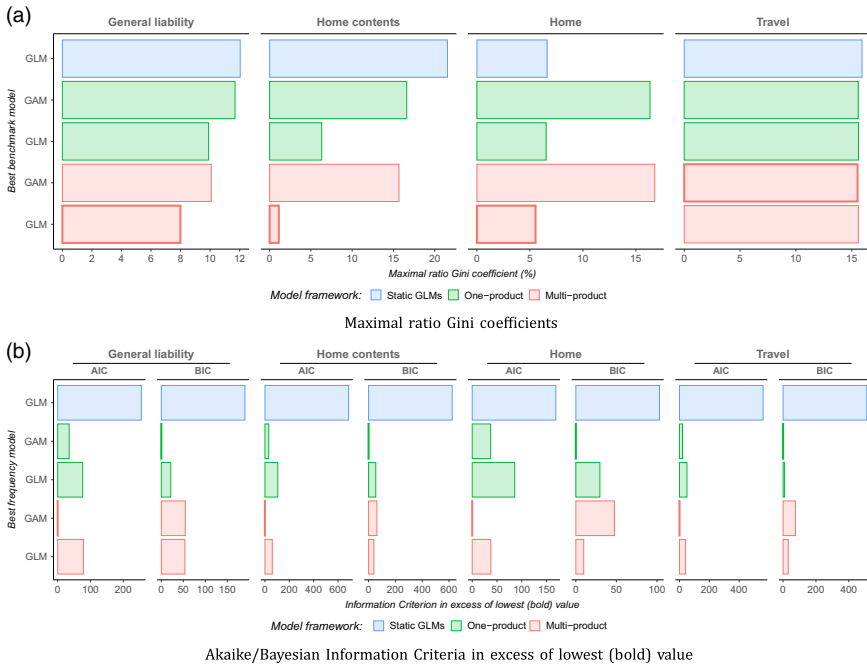 (a)
General liability Home contents Home Travel
Best benchmark model
GLM
GAM
GLM
GAM
GLM
0 2 4 6 8 10 12 0 5 10 15 20 0 5 10 15 0 5 10 15
Maximal ratio Gini coefficient (%)
Model framework: Static GLMs One−product Multi−product
Maximal ratio Gini coefficients
(b)
General liability Home contents Home Travel
AIC BIC AIC BIC AIC BIC AIC BIC
Best frequency model
GLM
GAM
GLM
GAM
GLM
0 100 200 0 50 100 150 0 200 400 600 0 200 400 600 0 50 100 150 0 50 100 0 200 400 0 200 400
Information Criterion in excess of lowest (bold) value
Model framework: Static GLMs One−product Multi−product
Akaike/Bayesian Information Criteria in excess of lowest (bold) value